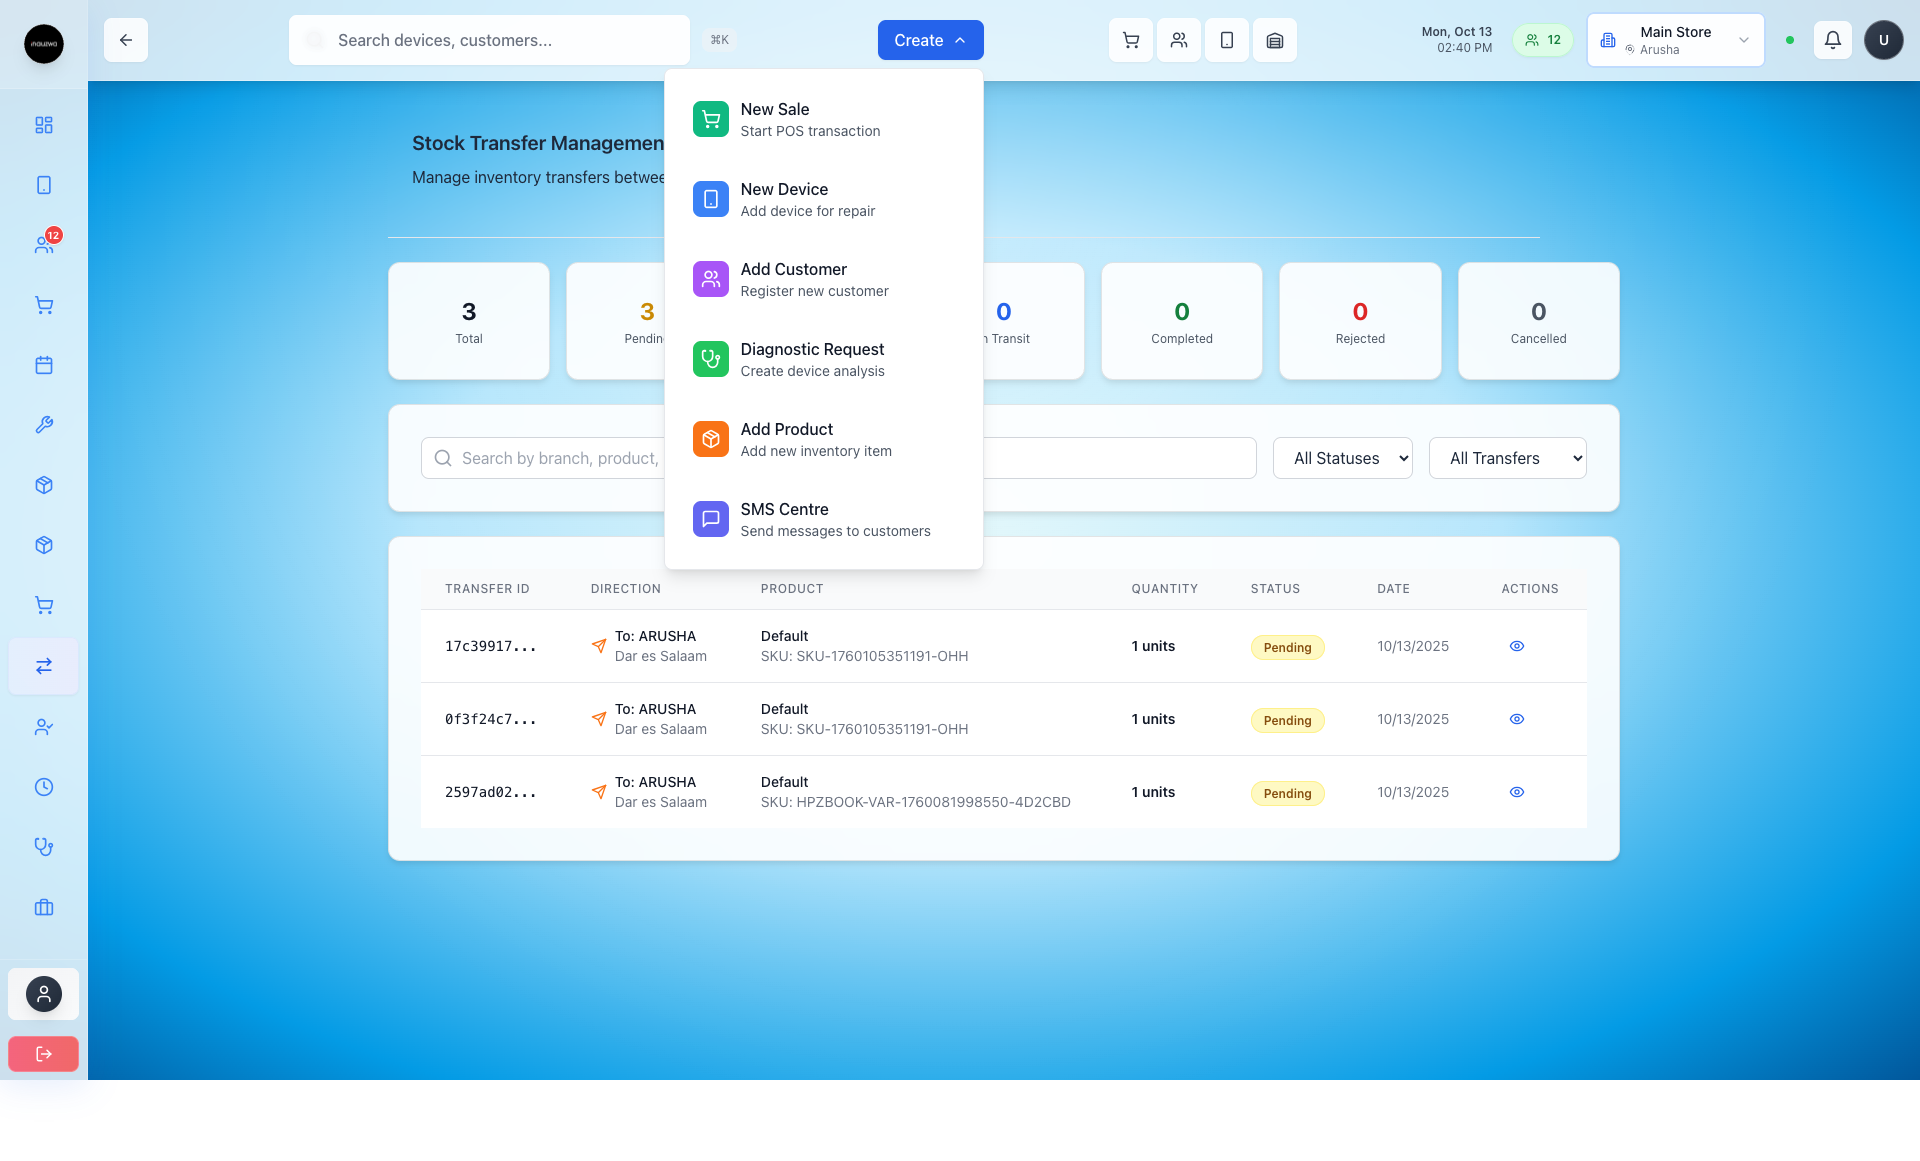 inauzwa
Search devices, customers...
⌘K
Create
Mon, Oct 13
02:40 PM
12
Main Store
Arusha
U
12
New Sale
Start POS transaction
New Device
Add device for repair
Add Customer
Register new customer
Diagnostic Request
Create device analysis
Add Product
Add new inventory item
SMS Centre
Send messages to customers
Stock Transfer Managemen
Manage inventory transfers betwee
3
Total
3
Pending
0
n Transit
0
Completed
0
Rejected
0
Cancelled
Search by branch, product,
All Statuses
All Transfers
TRANSFER ID DIRECTION PRODUCT QUANTITY STATUS DATE ACTIONS
17c39917... To: ARUSHA Default 1 units Pending 10/13/2025
Dar es Salaam SKU: SKU-1760105351191-OHH
0f3f24c7... To: ARUSHA Default 1 units Pending 10/13/2025
Dar es Salaam SKU: SKU-1760105351191-OHH
2597ad02... To: ARUSHA Default 1 units Pending 10/13/2025
Dar es Salaam SKU: HPZBOOK-VAR-1760081998550-4D2CBD